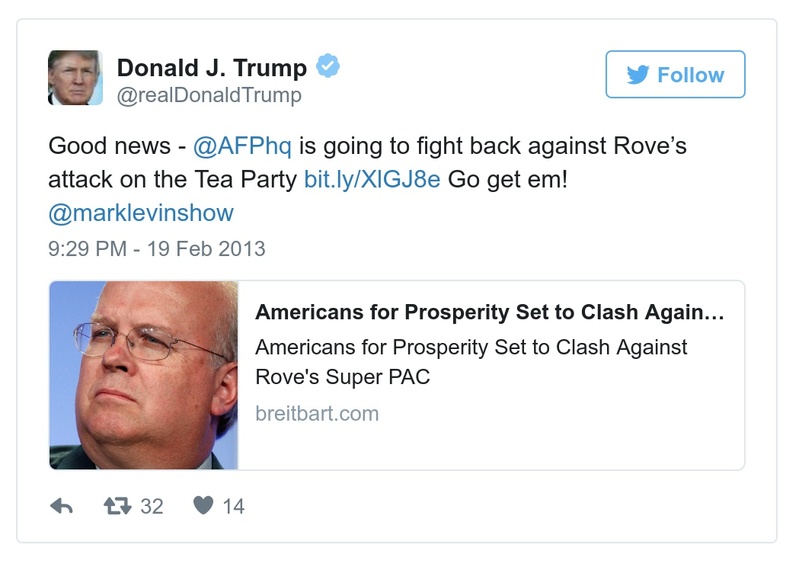 Donald J. Trump
@realDonaldTrump
Follow
Good news - @AFPhq is going to fight back against Rove’s
attack on the Tea Party bit.ly/XlGJ8e Go get em!
@marklevinshow
9:29 PM - 19 Feb 2013
Americans for Prosperity Set to Clash Again…
Americans for Prosperity Set to Clash Against
Rove's Super PAC
breitbart.com
32
14